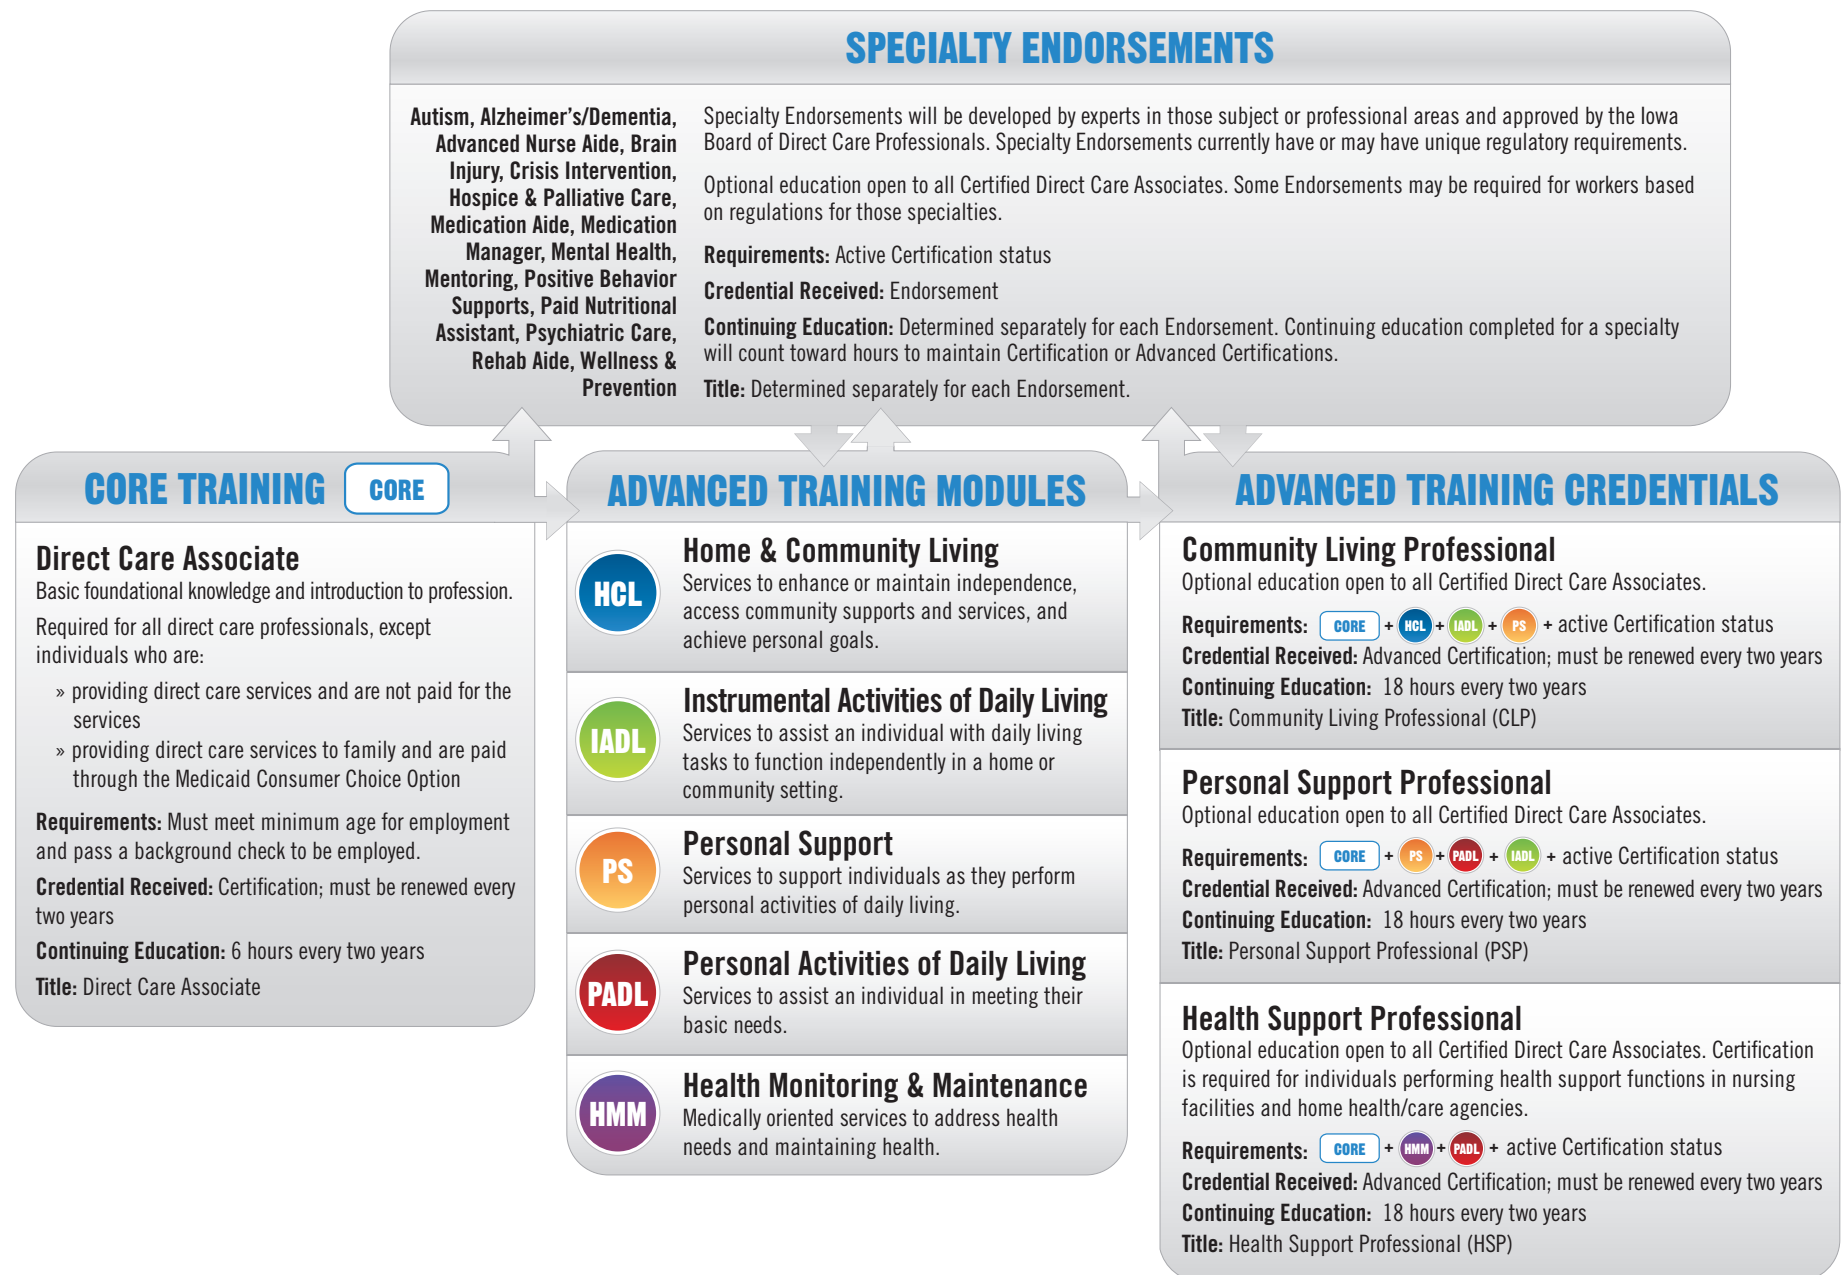 SPECIALTY ENDORSEMENTS
Autism, Alzheimer's/Dementia,
Advanced Nurse Aide, Brain
Injury, Crisis Intervention,
Hospice & Palliative Care,
Medication Aide, Medication
Manager, Mental Health,
Mentoring, Positive Behavior
Supports, Paid Nutritional
Assistant, Psychiatric Care,
Rehab Aide, Wellness &
Prevention
Specialty Endorsements will be developed by experts in those subject or professional areas and approved by the Iowa
Board of Direct Care Professionals. Specialty Endorsements currently have or may have unique regulatory requirements.
Optional education open to all Certified Direct Care Associates. Some Endorsements may be required for workers based
on regulations for those specialties.
Requirements: Active Certification status
Credential Received: Endorsement
Continuing Education: Determined separately for each Endorsement. Continuing education completed for a specialty
will count toward hours to maintain Certification or Advanced Certifications.
Title: Determined separately for each Endorsement.
CORE TRAINING CORE
Direct Care Associate
Basic foundational knowledge and introduction to profession.
Required for all direct care professionals, except
individuals who are:
» providing direct care services and are not paid for the
services
» providing direct care services to family and are paid
through the Medicaid Consumer Choice Option
Requirements: Must meet minimum age for employment
and pass a background check to be employed.
Credential Received: Certification; must be renewed every
two years
Continuing Education: 6 hours every two years
Title: Direct Care Associate
ADVANCED TRAINING MODULES
HCL
Home & Community Living
Services to enhance or maintain independence,
access community supports and services, and
achieve personal goals.
IADL
Instrumental Activities of Daily Living
Services to assist an individual with daily living
tasks to function independently in a home or
community setting.
PS
Personal Support
Services to support individuals as they perform
personal activities of daily living.
PADL
Personal Activities of Daily Living
Services to assist an individual in meeting their
basic needs.
HMM
Health Monitoring & Maintenance
Medically oriented services to address health
needs and maintaining health.
ADVANCED TRAINING CREDENTIALS
Community Living Professional
Optional education open to all Certified Direct Care Associates.
Requirements: CORE + HCL + IADL + PS + active Certification status
Credential Received: Advanced Certification; must be renewed every two years
Continuing Education: 18 hours every two years
Title: Community Living Professional (CLP)
Personal Support Professional
Optional education open to all Certified Direct Care Associates.
Requirements: CORE + PS + PADL + IADL + active Certification status
Credential Received: Advanced Certification; must be renewed every two years
Continuing Education: 18 hours every two years
Title: Personal Support Professional (PSP)
Health Support Professional
Optional education open to all Certified Direct Care Associates. Certification
is required for individuals performing health support functions in nursing
facilities and home health/care agencies.
Requirements: CORE + HMM + PADL + active Certification status
Credential Received: Advanced Certification; must be renewed every two years
Continuing Education: 18 hours every two years
Title: Health Support Professional (HSP)